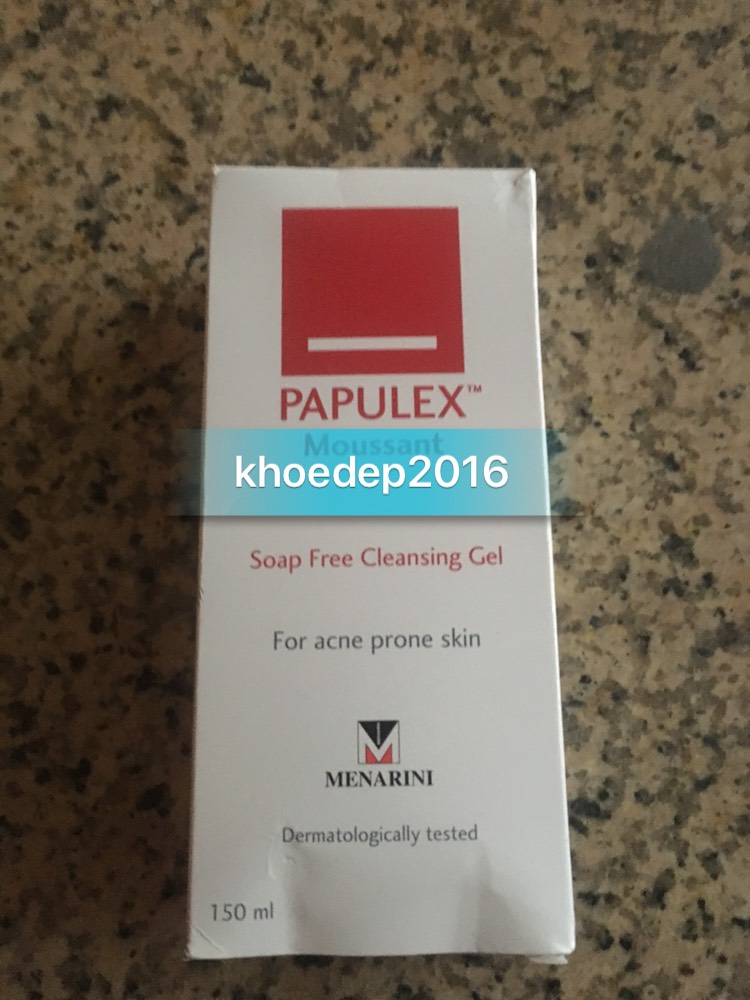 PAPULEX™
Moussant
khoedep2016
Soap Free Cleansing Gel
For acne prone skin
MENARINI
Dermatologically tested
150 ml